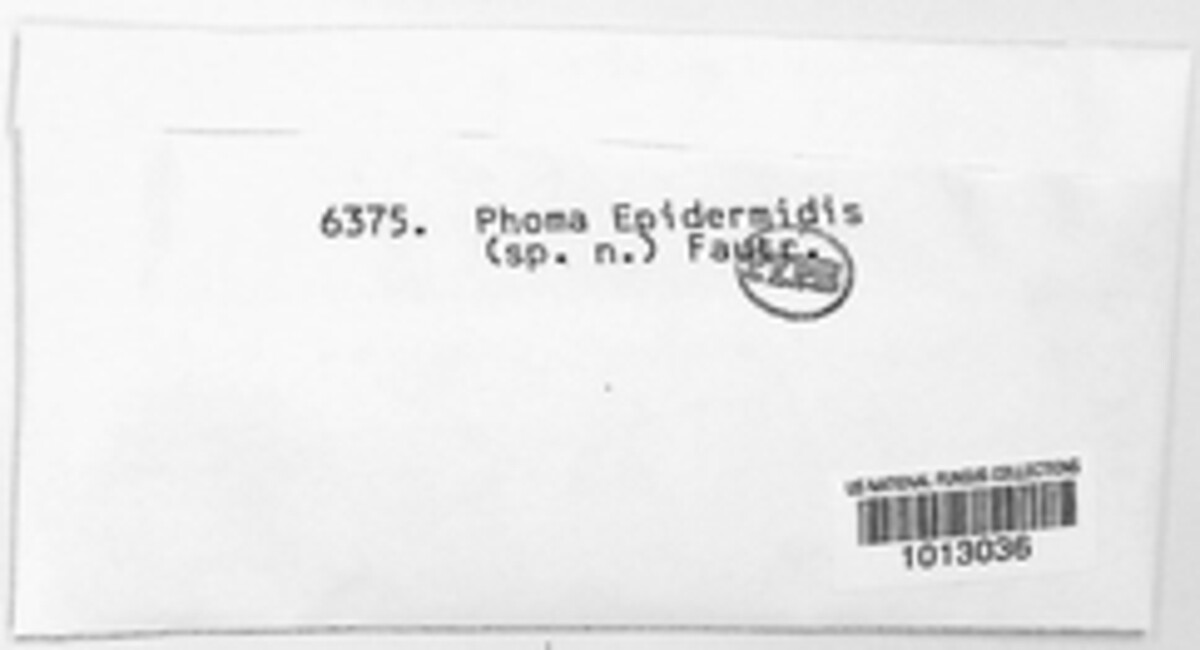 6375. Phoma Epidermidis
(sp. n.) Fautr.
US NATIONAL FUNGUS COLLECTIONS
1013036